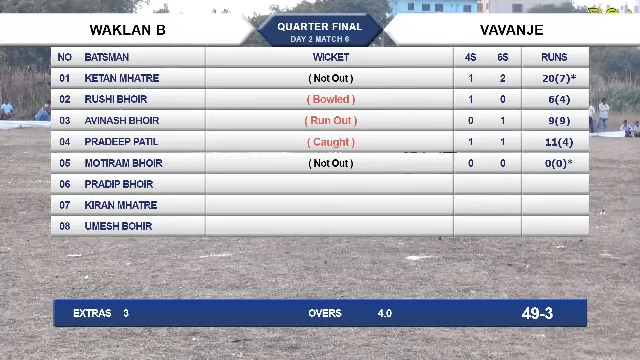 WAKLAN B
QUARTER FINAL
DAY 2 MATCH 6
VAVANJE
NO BATSMAN WICKET 4S 6S RUNS
01 KETAN MHATRE ( Not Out ) 1 2 20(7)*
02 RUSHI BHOIR ( Bowled ) 1 0 6(4)
03 AVINASH BHOIR ( Run Out ) 0 1 9(9)
04 PRADEEP PATIL ( Caught ) 1 1 11(4)
05 MOTIRAM BHOIR ( Not Out ) 0 0 0(0)*
06 PRADIP BHOIR
07 KIRAN MHATRE
08 UMESH BOHIR
EXTRAS 3 OVERS 4.0 49-3